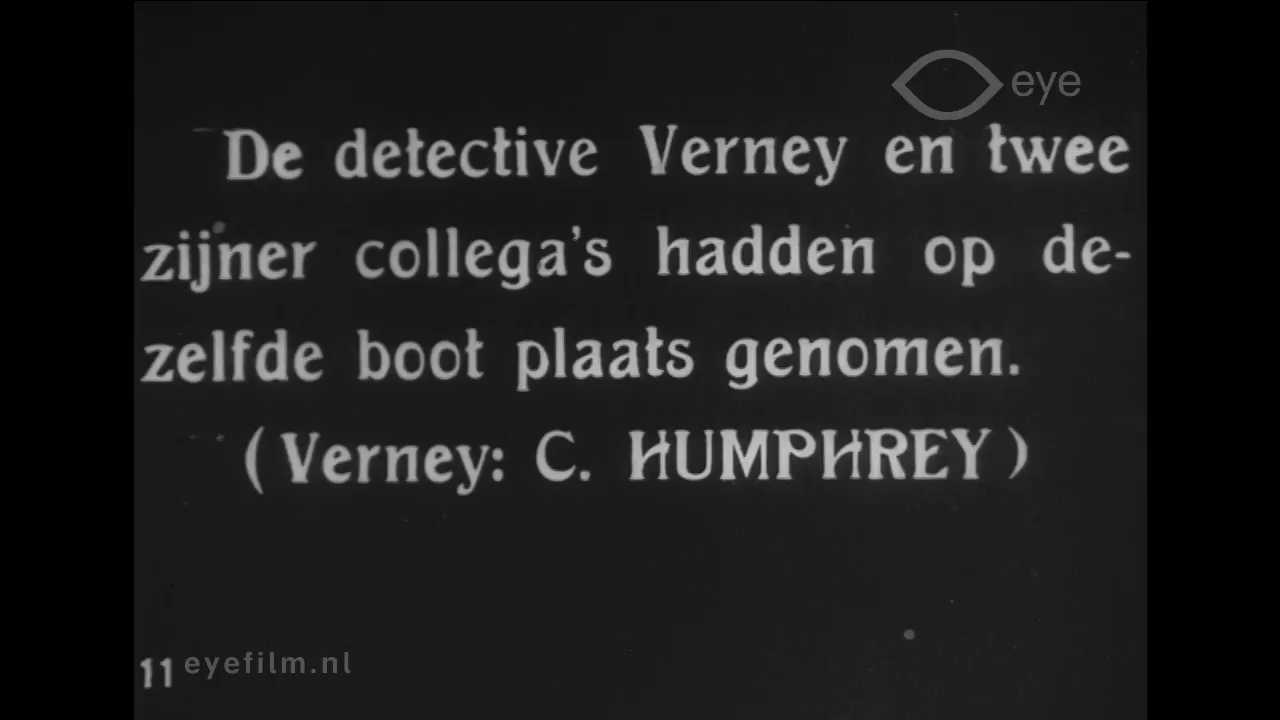 eye
De detective Verney en twee
zijner collega's hadden op de-
zelfde boot plaats genomen.
(Verney: C. HUMPHREY)
11 eyefilm.nl